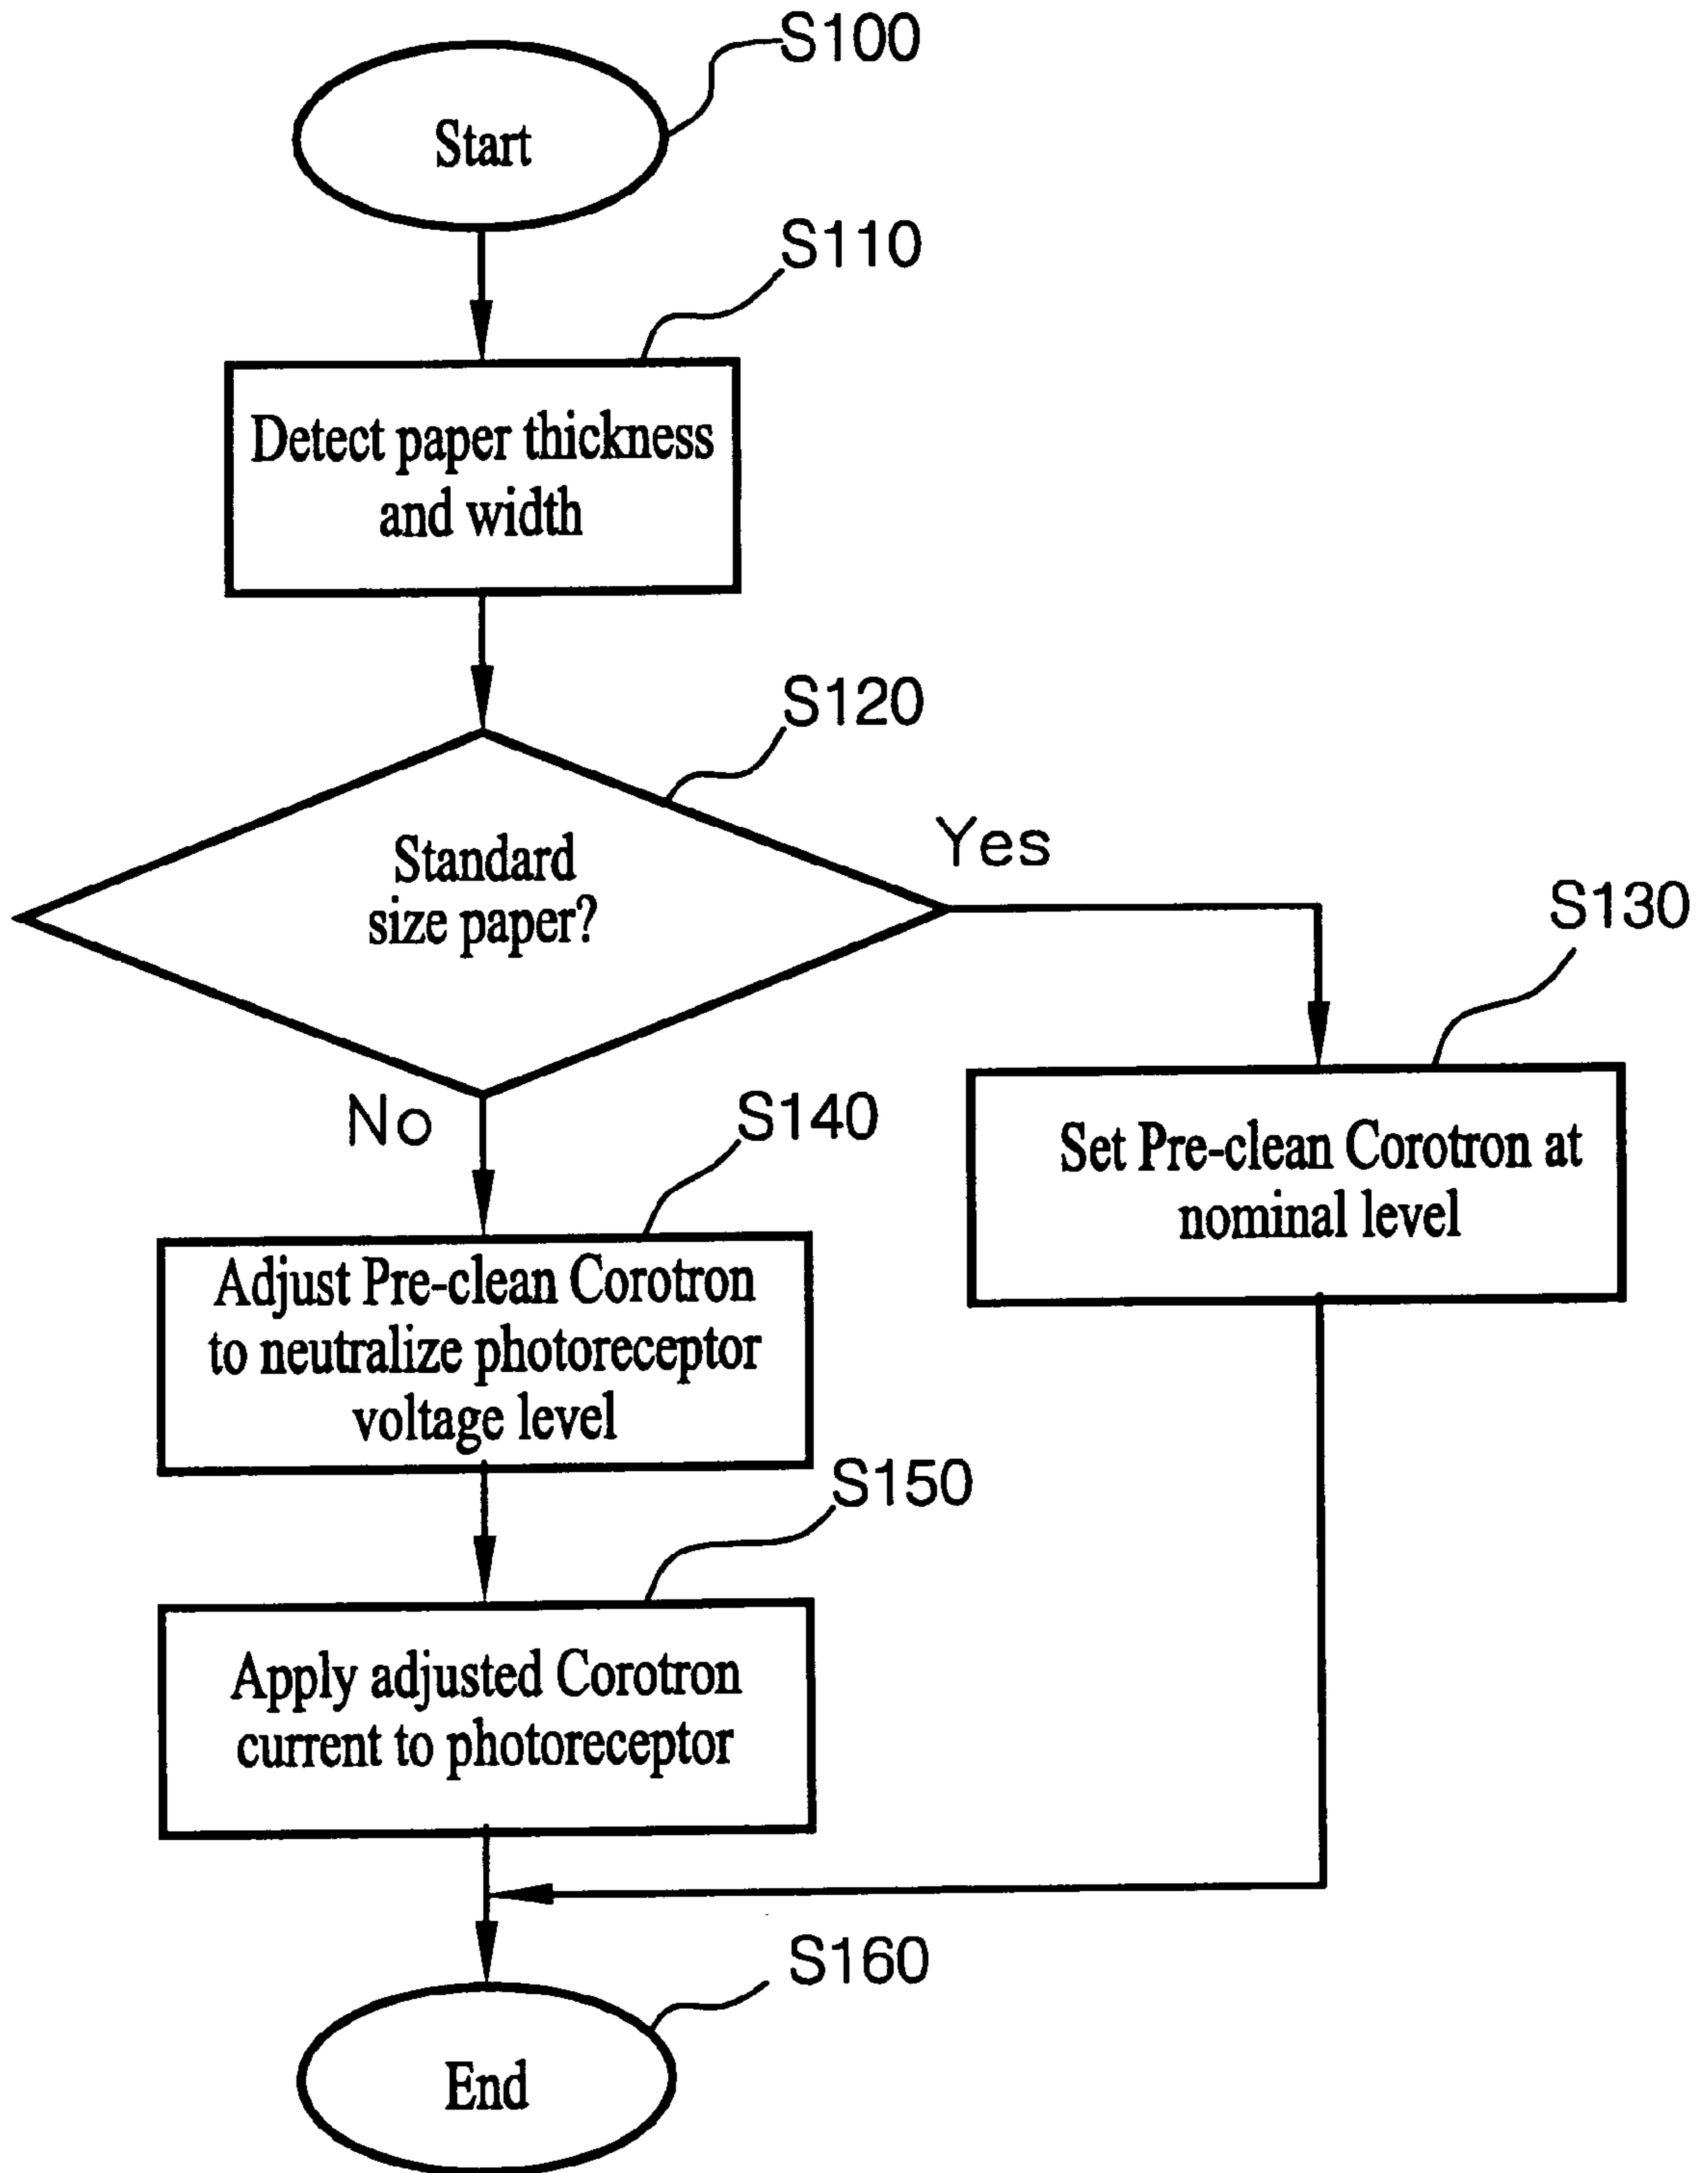 S100
Start
S110
Detect paper thickness
and width
S120
Standard
size paper?
Yes
S130
Set Pre-clean Corotron at
nominal level
No
S140
Adjust Pre-clean Corotron
to neutralize photoreceptor
voltage level
S150
Apply adjusted Corotron
current to photoreceptor
S160
End